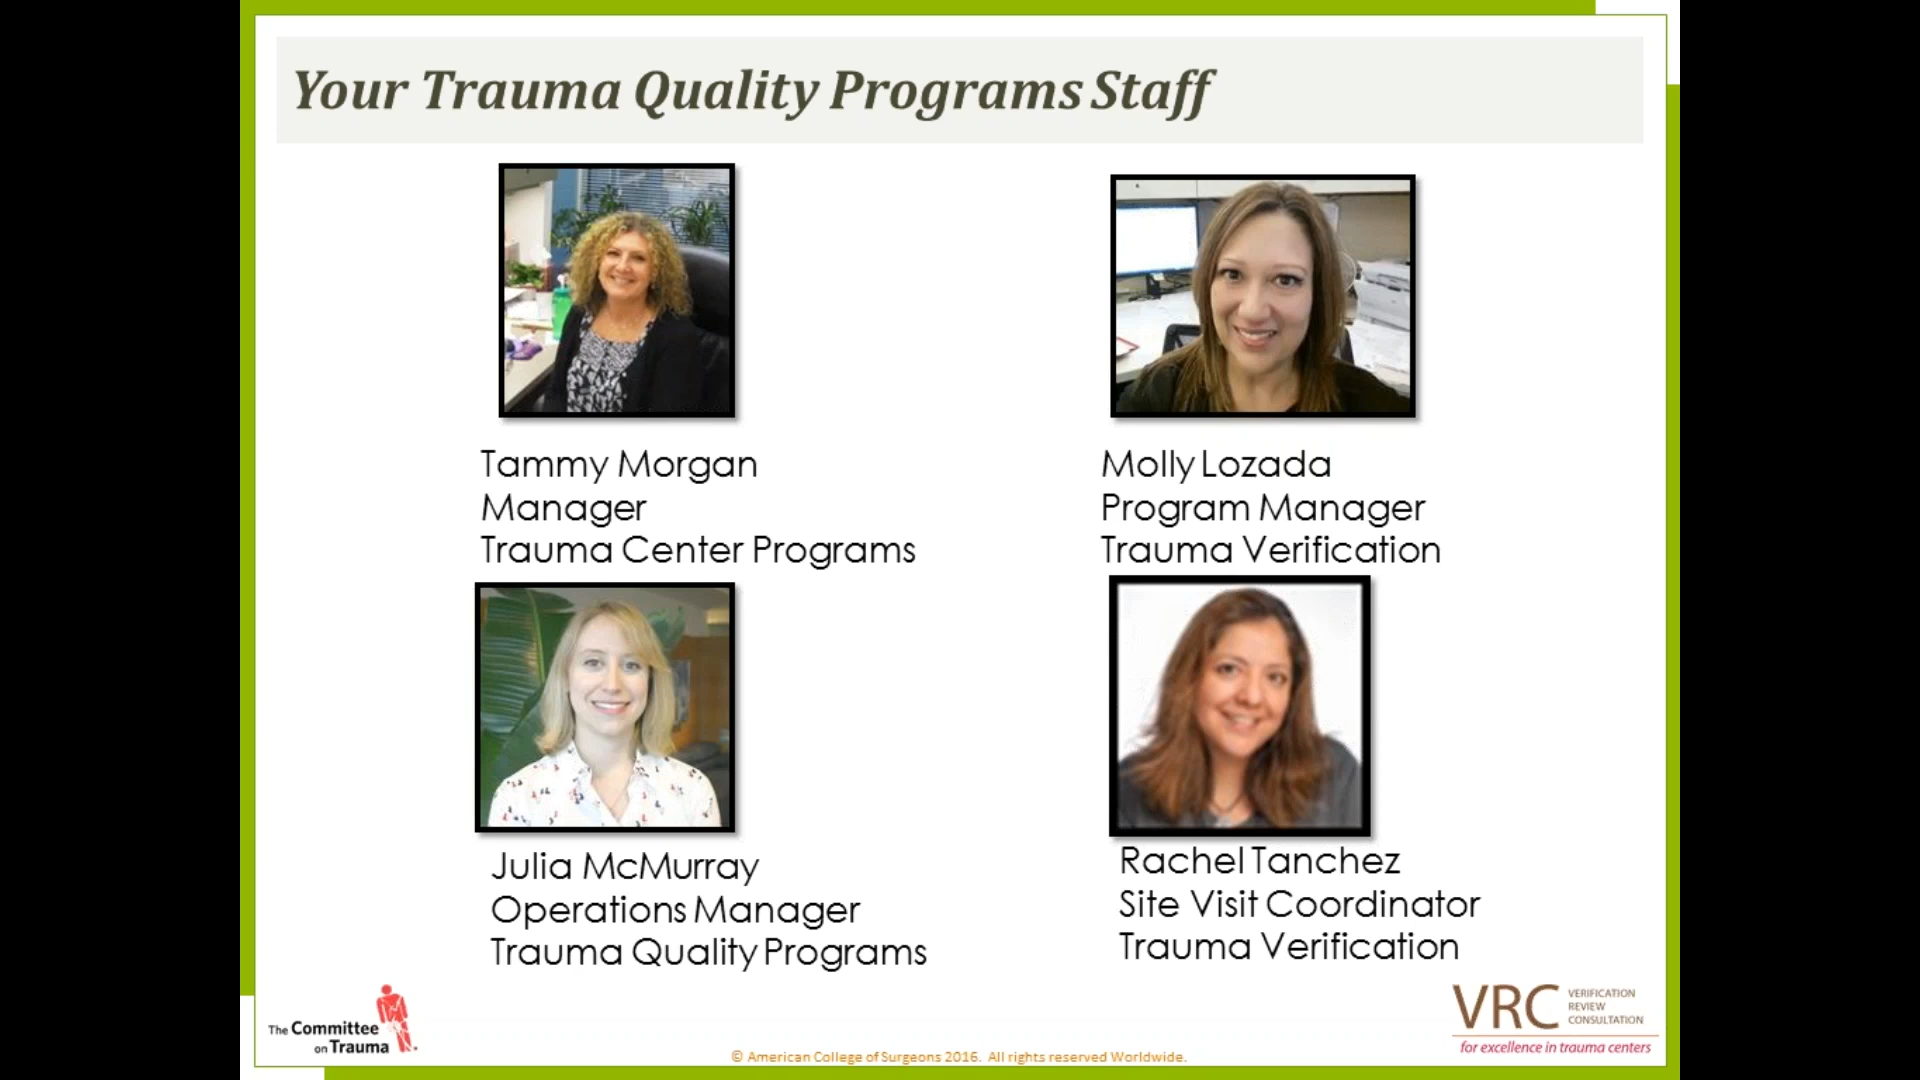 Your Trauma Quality Programs Staff
Tammy Morgan
Manager
Trauma Center Programs
Molly Lozada
Program Manager
Trauma Verification
Julia McMurray
Operations Manager
Trauma Quality Programs
Rachel Tanchez
Site Visit Coordinator
Trauma Verification
The Committee
on Trauma
© American College of Surgeons 2016. All rights reserved Worldwide.
VRC
VERIFICATION
REVIEW
CONSULTATION
for excellence in trauma centers